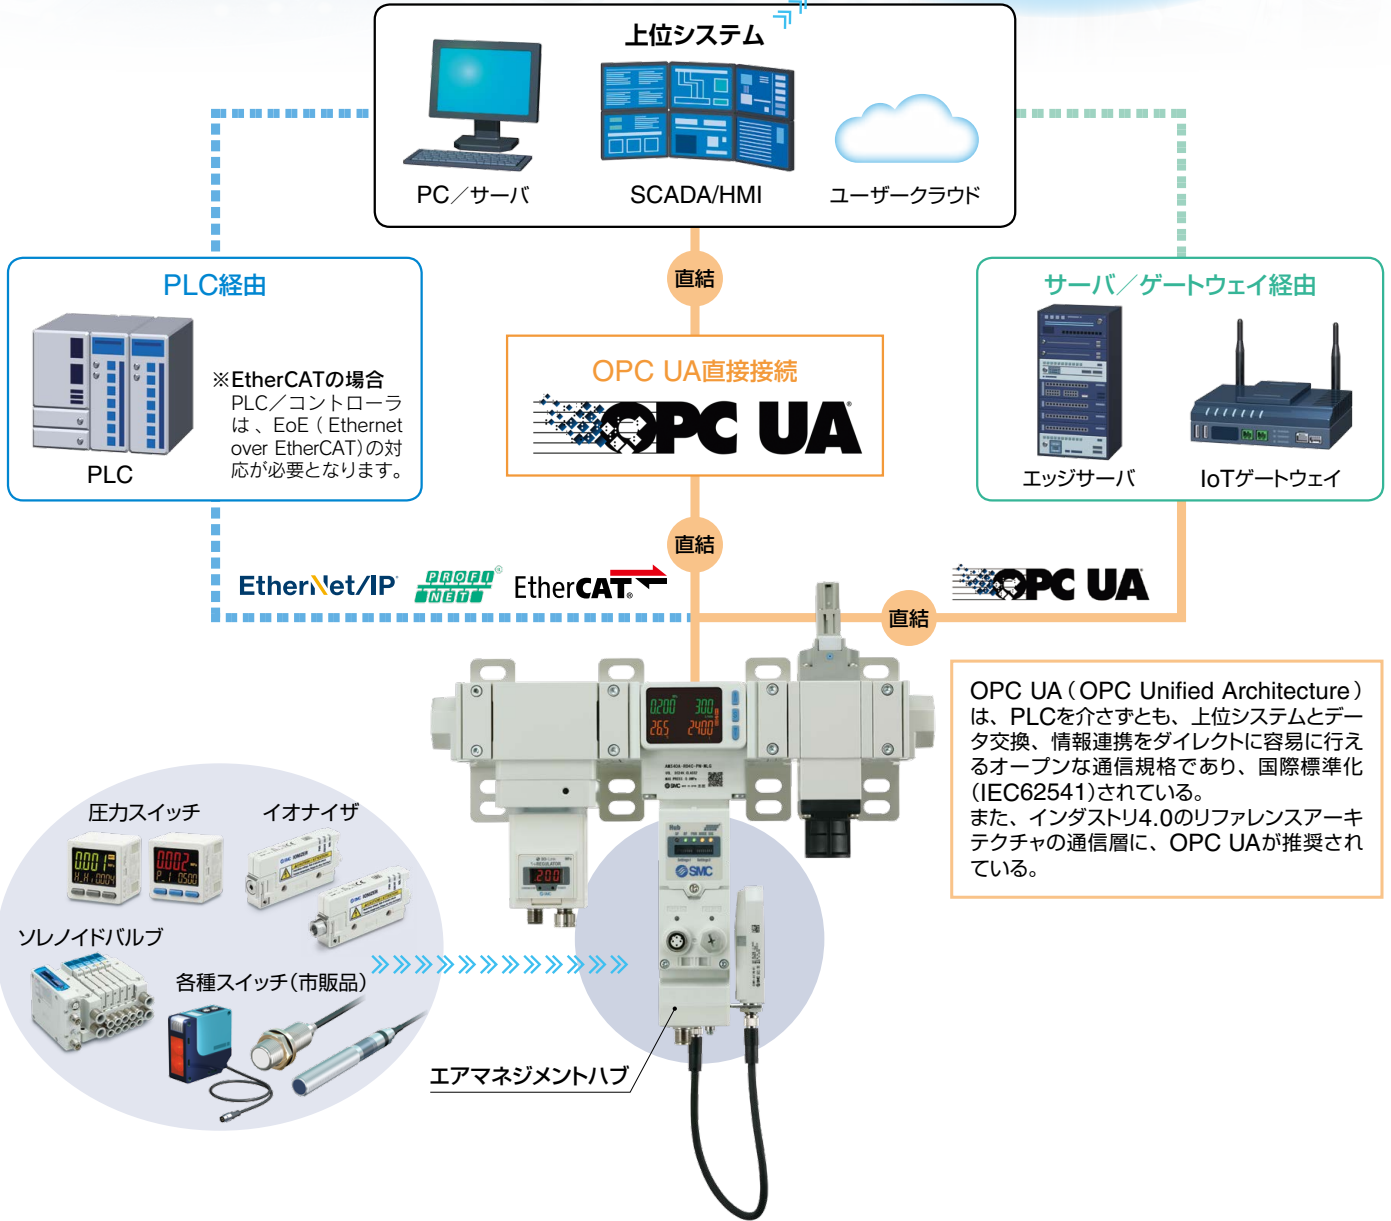 上位システム
PC／サーバ
SCADA/HMI
ユーザークラウド
直結
PLC経由
※EtherCATの場合
PLC／コントローラ
は、EoE（Ethernet
over EtherCAT)の対
応が必要となります。
PLC
OPC UA直接接続
OPC UA
サーバ／ゲートウェイ経由
エッジサーバ
IoTゲートウェイ
直結
EtherNet/IP
PROFI
NET
EtherCAT
OPC UA
直結
OPC UA（OPC Unified Architecture）
は、PLCを介さずとも、上位システムとデー
タ交換、情報連携をダイレクトに容易に行え
るオープンな通信規格であり、国際標準化
(IEC62541)されている。
また、インダストリ4.0のリファレンスアーキ
テクチャの通信層に、OPC UAが推奨され
ている。
0.200
300
26.5
2400
SMC
Hub
SMC
REGULATOR
.200
SMC
圧力スイッチ
イオナイザ
ソレノイドバルブ
各種スイッチ（市販品）
エアマネジメントハブ